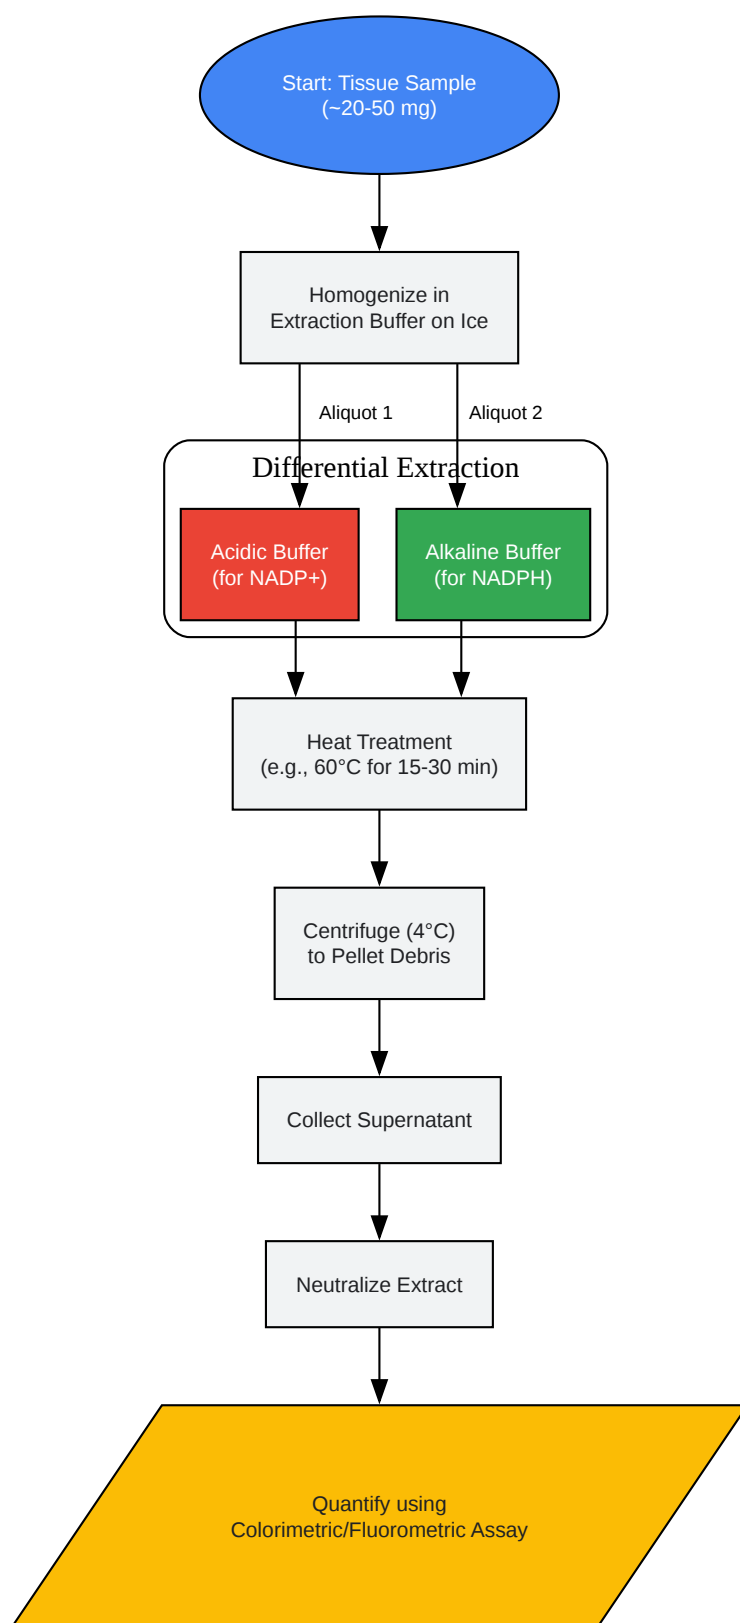 Start: Tissue Sample
(~20-50 mg)
Homogenize in
Extraction Buffer on Ice
Aliquot 1
Aliquot 2
Differential Extraction
Acidic Buffer
(for NADP+)
Alkaline Buffer
(for NADPH)
Heat Treatment
(e.g., 60°C for 15-30 min)
Centrifuge (4°C)
to Pellet Debris
Collect Supernatant
Neutralize Extract
Quantify using
Colorimetric/Fluorometric Assay